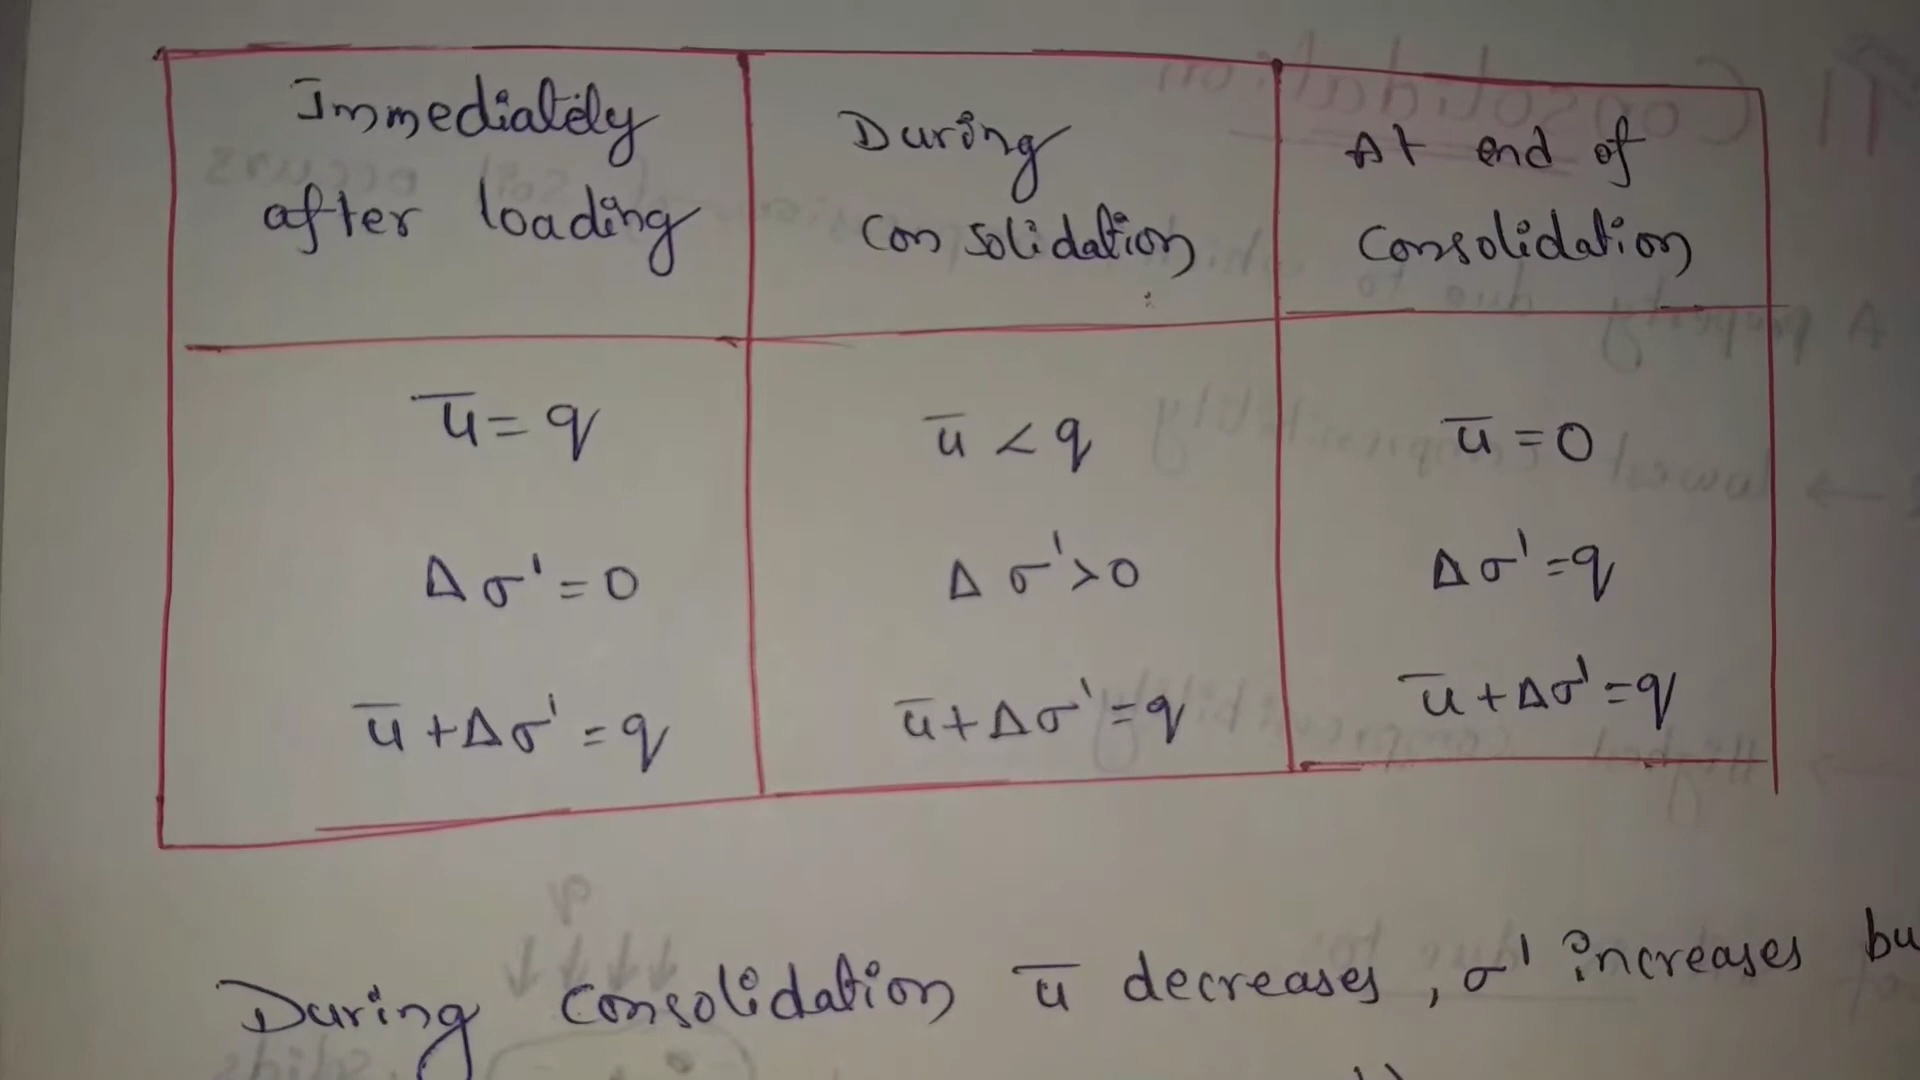 Immediately
after loading
During
Consolidation
At end of
Consolidation
ū = q
ū < q
ū = 0
Δσ' = 0
Δσ' > 0
Δσ' = q
ū + Δσ' = q
ū + Δσ' = q
ū + Δσ' = q
During consolidation ū decreases, σ' increases bu